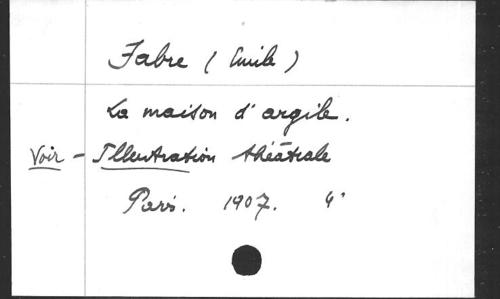 Fabre (Emile)
La maison d'argile.
Voir - Illustration théâtrale
Paris. 1907. 4°